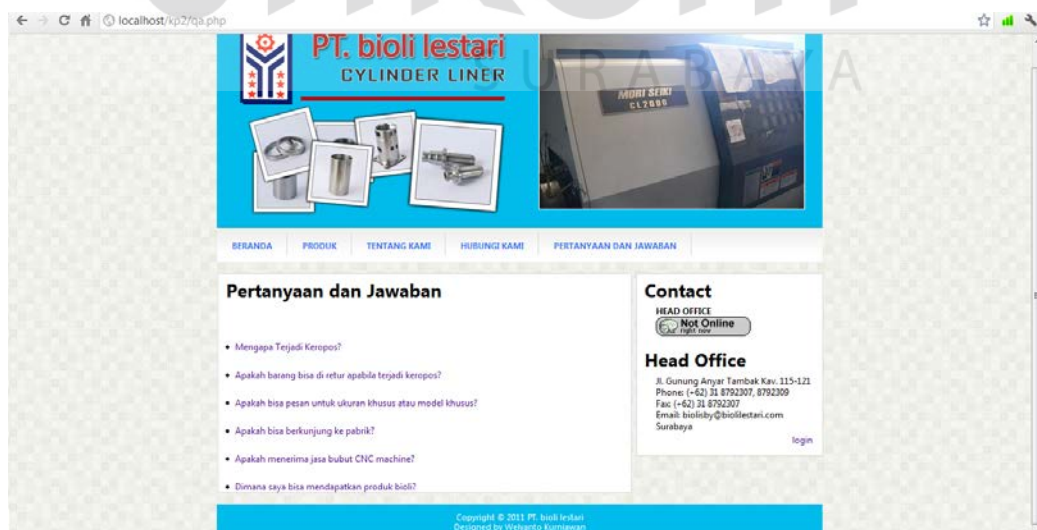 localhost/kp2/qa.php
PT. bioli lestari
CYLINDER LINER
SURABAYA
MORI SEIKI
CL2000
BERANDA PRODUK TENTANG KAMI HUBUNGI KAMI PERTANYAAN DAN JAWABAN
Pertanyaan dan Jawaban
Mengapa Terjadi Keropos?
Apakah barang bisa di retur apabila terjadi keropos?
Apakah bisa pesan untuk ukuran khusus atau model khusus?
Apakah bisa berkunjung ke pabrik?
Apakah menerima jasa bubut CNC machine?
Dimana saya bisa mendapatkan produk bioli?
Contact
HEAD OFFICE
Not Online
right now
Head Office
Jl. Gunung Anyar Tambak Kav. 115-121
Phone: (+62) 31 8792307, 8792309
Fax: (+62) 31 8792307
Email: biolisby@biolilestari.com
Surabaya
login
Copyright © 2011 PT. bioli lestari
Designed by Welyanto Kurniawan